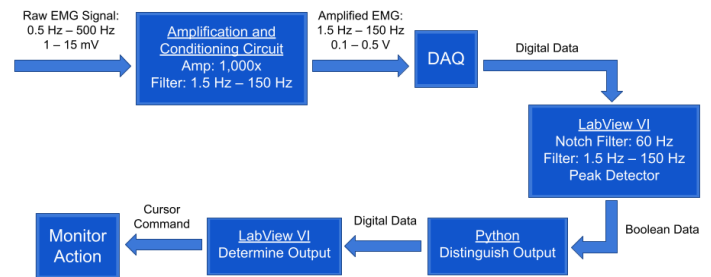 Raw EMG Signal:
0.5 Hz – 500 Hz
1 – 15 mV
Amplification and
Conditioning Circuit
Amp: 1,000x
Filter: 1.5 Hz – 150 Hz
Amplified EMG:
1.5 Hz – 150 Hz
0.1 – 0.5 V
DAQ
Digital Data
LabView VI
Notch Filter: 60 Hz
Filter: 1.5 Hz – 150 Hz
Peak Detector
Boolean Data
Python
Distinguish Output
Digital Data
LabView VI
Determine Output
Cursor
Command
Monitor
Action